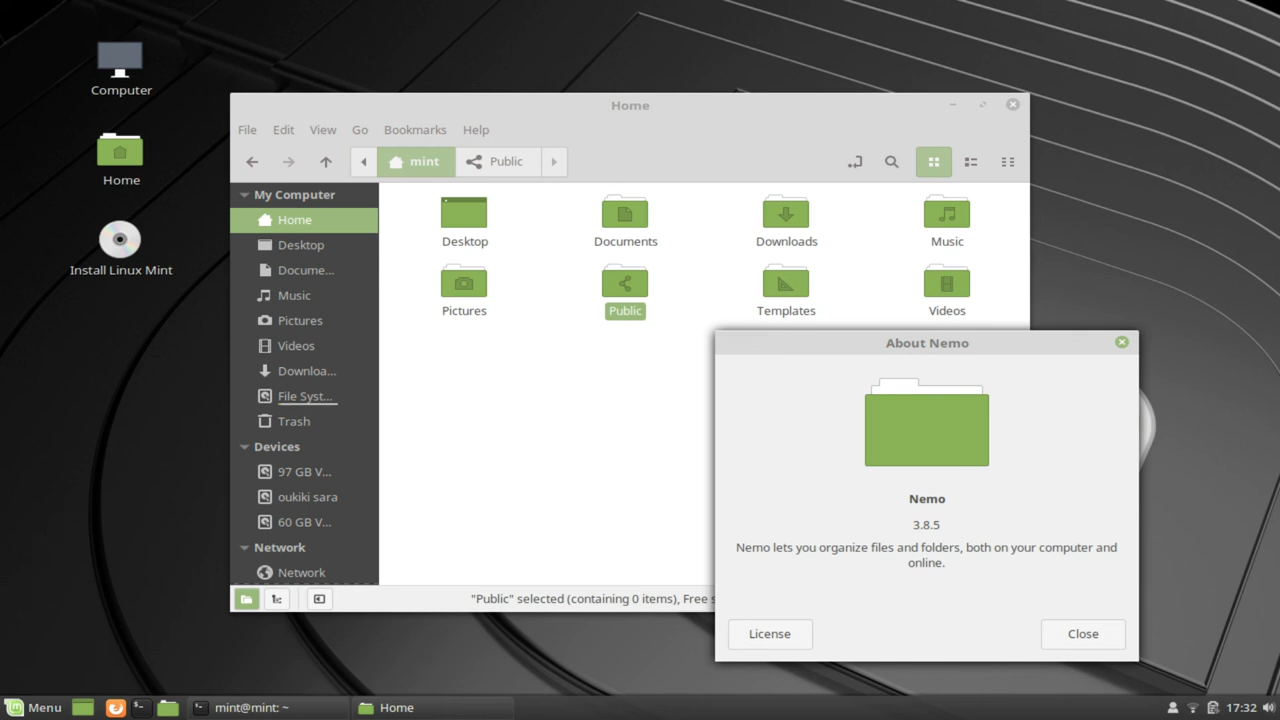 Computer
Home
Install Linux Mint
Home
File Edit View Go Bookmarks Help
mint Public
My Computer
Home
Desktop
Docume...
Music
Pictures
Videos
Downloa...
File Syst...
Trash
Devices
97 GB V...
oukiki sara
60 GB V...
Network
Network
Desktop Documents Downloads Music
Pictures Public Templates Videos
"Public" selected (containing 0 items), Free s
About Nemo
Nemo
3.8.5
Nemo lets you organize files and folders, both on your computer and
online.
License Close
Menu mint@mint: ~ Home 17:32